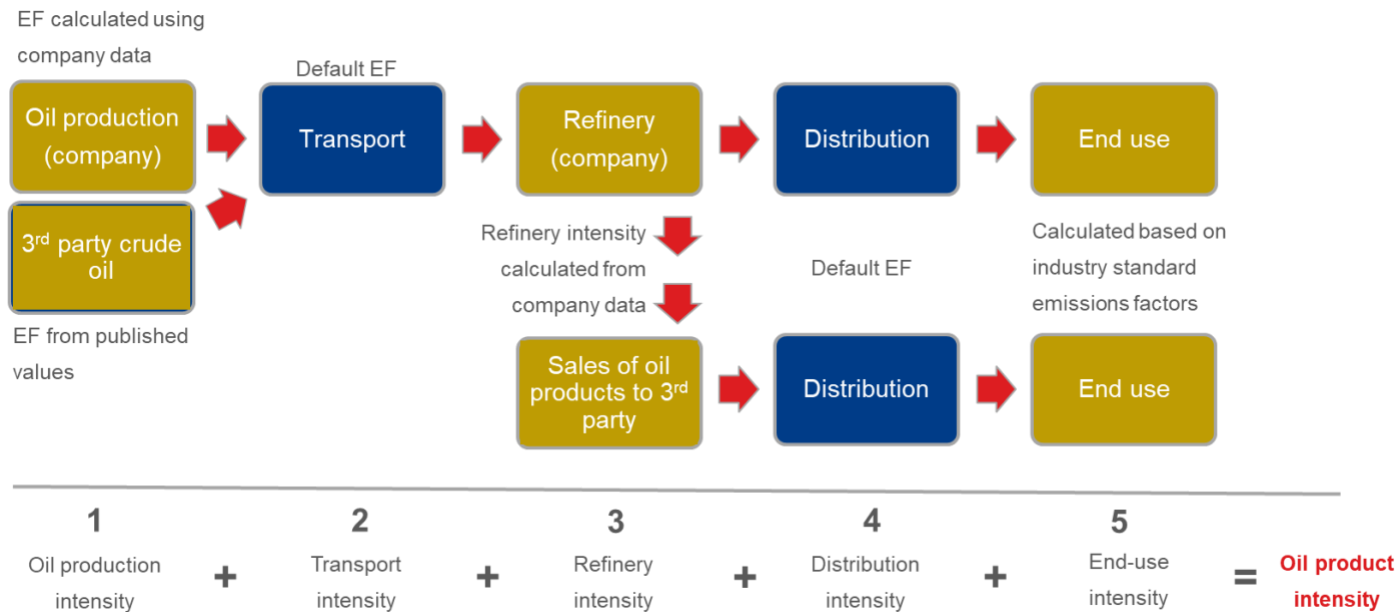 EF calculated using
company data
Default EF
Oil production
(company)
Transport
Refinery
(company)
Distribution
End use
3rd party crude
oil
EF from published
values
Refinery intensity
calculated from
company data
Default EF
Calculated based on
industry standard
emissions factors
Sales of oil
products to 3rd
party
Distribution
End use
1
2
3
4
5
Oil production
intensity
+
Transport
intensity
+
Refinery
intensity
+
Distribution
intensity
+
End-use
intensity
=
Oil product
intensity